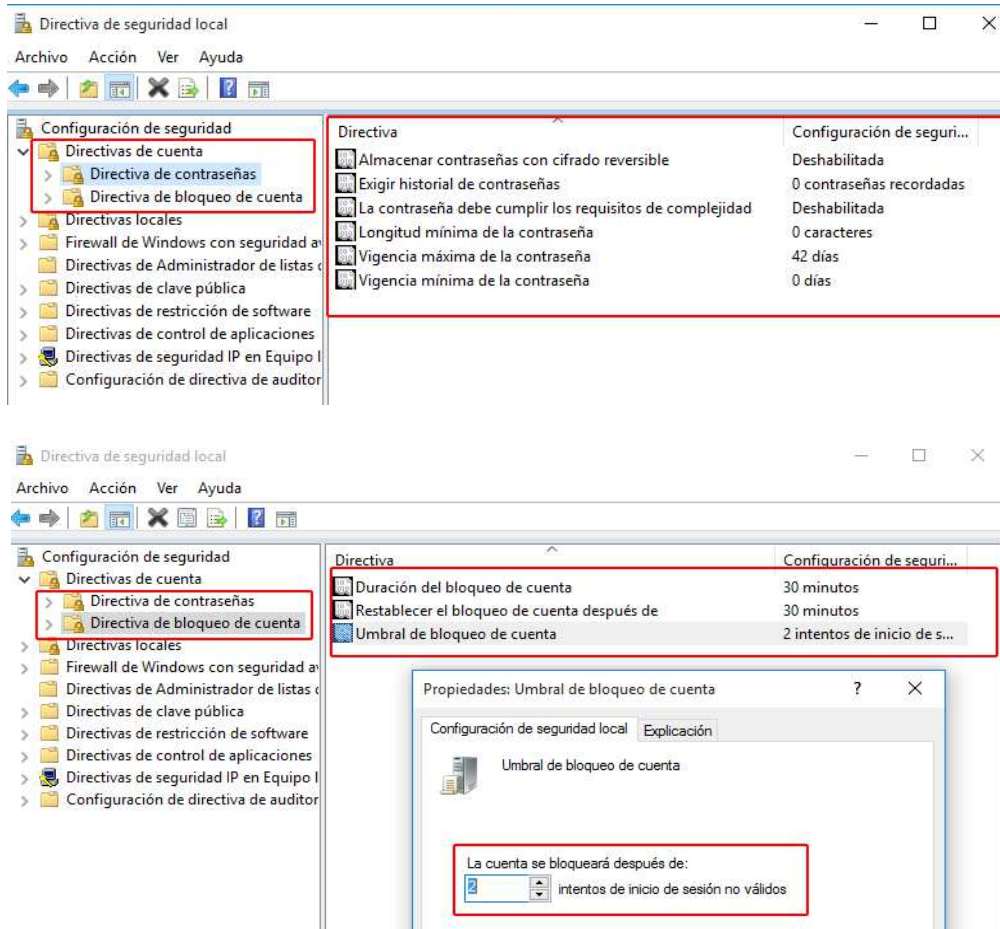 Directiva de seguridad local
Archivo Acción Ver Ayuda
Configuración de seguridad
Directivas de cuenta
Directiva de contraseñas
Directiva de bloqueo de cuenta
Directivas locales
Firewall de Windows con seguridad a
Directivas de Administrador de listas
Directivas de clave pública
Directivas de restricción de software
Directivas de control de aplicaciones
Directivas de seguridad IP en Equipo l
Configuración de directiva de auditor
Directiva Configuración de seguri...
Almacenar contraseñas con cifrado reversible Deshabilitada
Exigir historial de contraseñas 0 contraseñas recordadas
La contraseña debe cumplir los requisitos de complejidad Deshabilitada
Longitud mínima de la contraseña 0 caracteres
Vigencia máxima de la contraseña 42 días
Vigencia mínima de la contraseña 0 días
Directiva de seguridad local
Archivo Acción Ver Ayuda
Configuración de seguridad
Directivas de cuenta
Directiva de contraseñas
Directiva de bloqueo de cuenta
Directivas locales
Firewall de Windows con seguridad a
Directivas de Administrador de listas
Directivas de clave pública
Directivas de restricción de software
Directivas de control de aplicaciones
Directivas de seguridad IP en Equipo l
Configuración de directiva de auditor
Directiva Configuración de seguri...
Duración del bloqueo de cuenta 30 minutos
Restablecer el bloqueo de cuenta después de 30 minutos
Umbral de bloqueo de cuenta 2 intentos de inicio de s...
Propiedades: Umbral de bloqueo de cuenta ? 
Configuración de seguridad local Explicación
Umbral de bloqueo de cuenta
La cuenta se bloqueará después de:
2 intentos de inicio de sesión no válidos